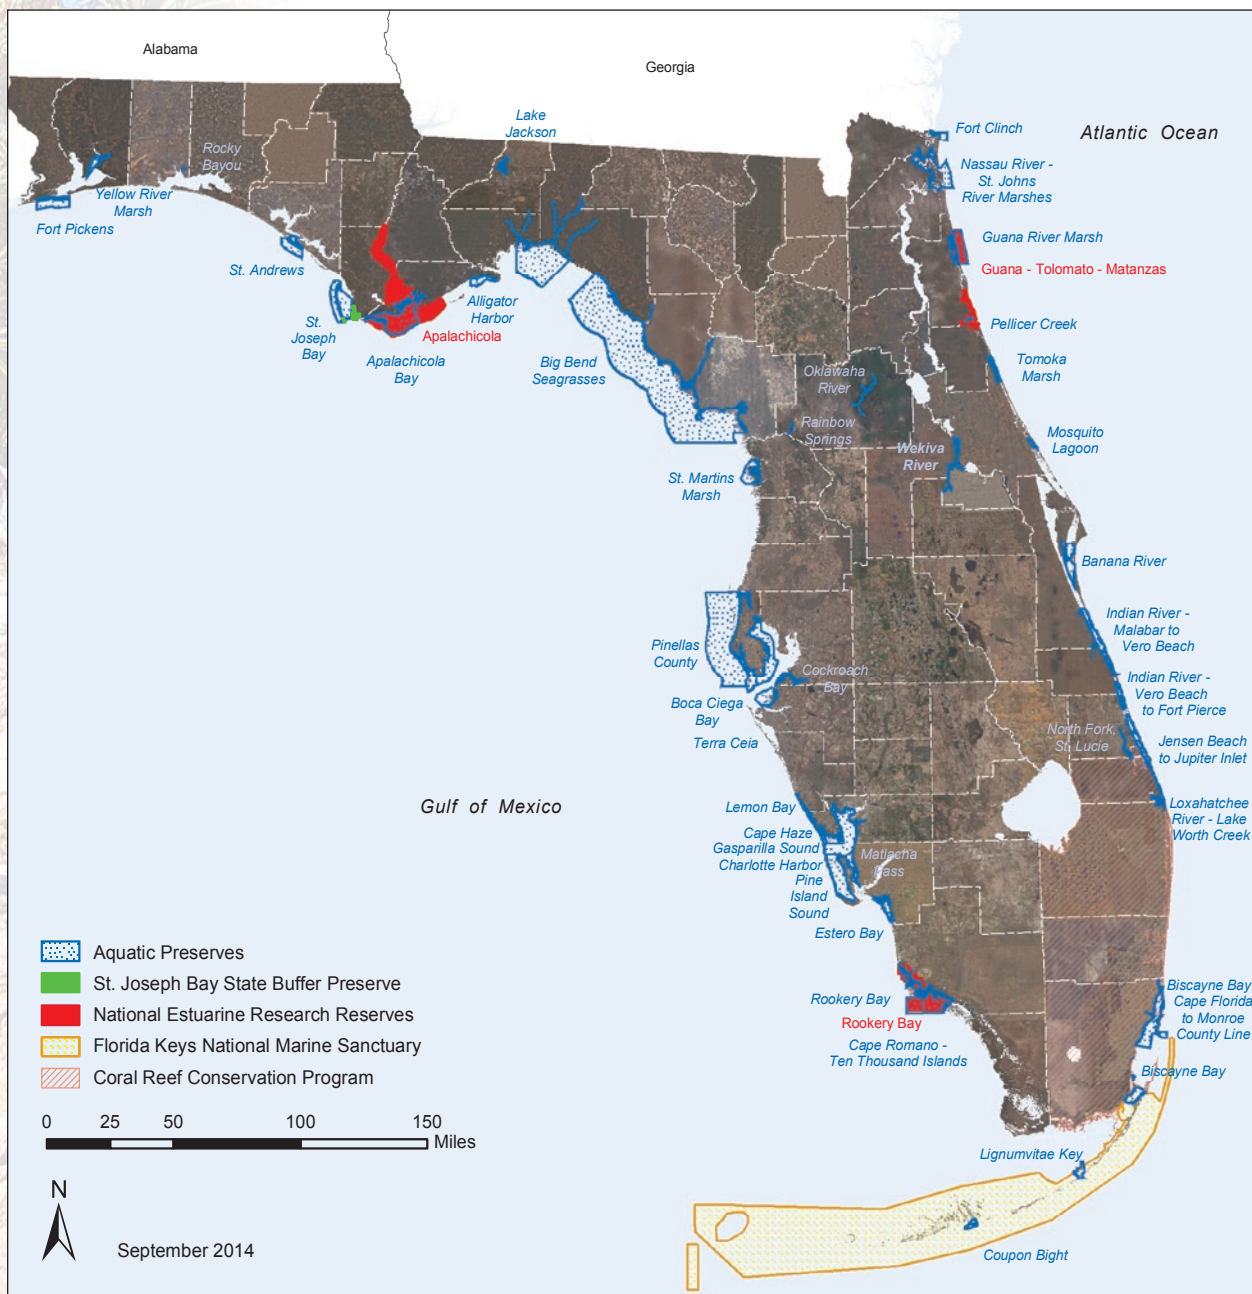 Alabama
Georgia
Lake
Jackson
Fort Clinch
Atlantic Ocean
Rocky
Bayou
Nassau River -
St. Johns
River Marshes
Yellow River
Marsh
Fort Pickens
Guana River Marsh
St. Andrews
Guana - Tolomato - Matanzas
Alligator
Harbor
St.
Joseph
Bay
Apalachicola
Pellicer Creek
Apalachicola
Bay
Big Bend
Seagrasses
Tomoka
Marsh
Oklawaha
River
Rainbow
Springs
Mosquito
Lagoon
Wekiva
River
St. Martins
Marsh
Banana River
Indian River -
Malabar to
Vero Beach
Pinellas
County
Cockroach
Bay
Indian River -
Vero Beach
to Fort Pierce
Boca Ciega
Bay
North Fork,
St. Lucie
Terra Ceia
Jensen Beach
to Jupiter Inlet
Gulf of Mexico
Lemon Bay
Loxahatchee
River - Lake
Worth Creek
Cape Haze
Gasparilla Sound
Charlotte Harbor
Matlacha
Pass
Pine
Island
Sound
Estero Bay
Rookery Bay
Rookery Bay
Cape Romano -
Ten Thousand Islands
Biscayne Bay
Cape Florida
to Monroe
County Line
Biscayne Bay
Lignumvitae Key
Coupon Bight
Aquatic Preserves
St. Joseph Bay State Buffer Preserve
National Estuarine Research Reserves
Florida Keys National Marine Sanctuary
Coral Reef Conservation Program
0 25 50 100 150
Miles
N
September 2014